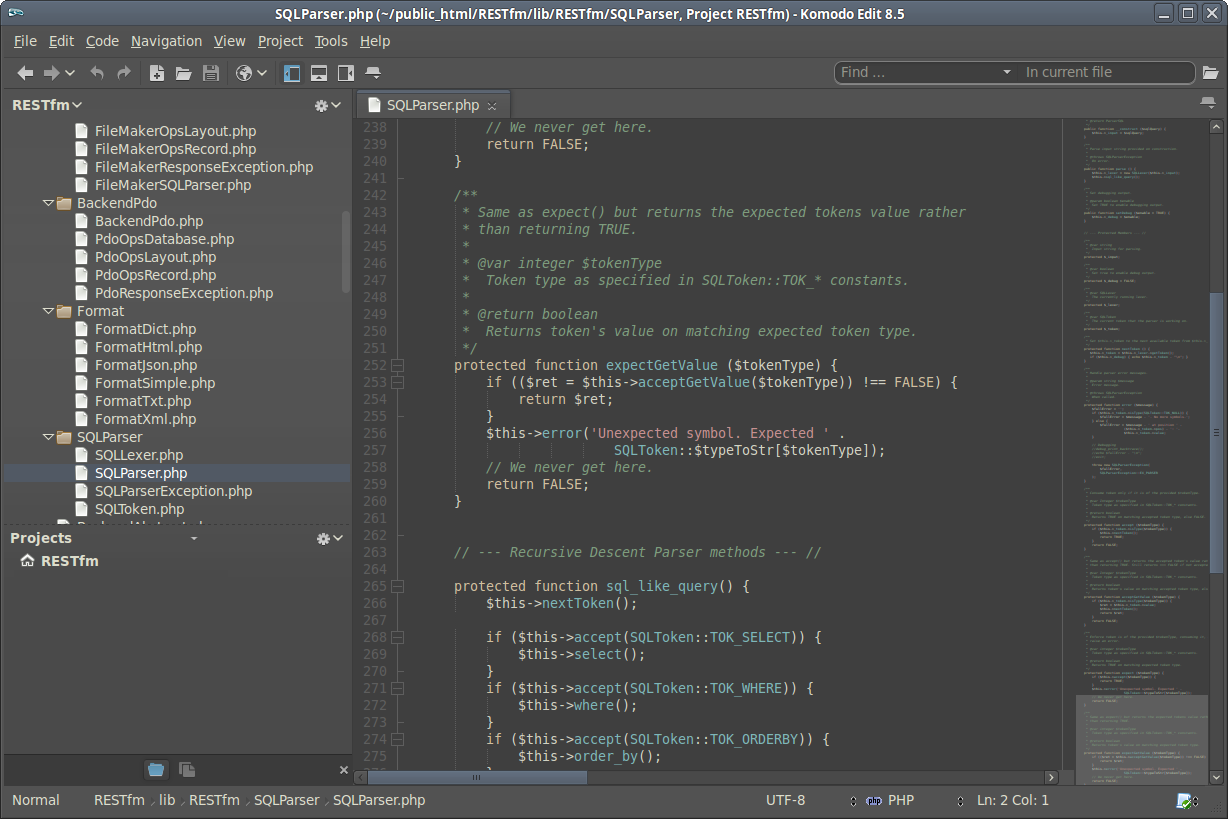 SQLParser.php (~/public_html/RESTfm/lib/RESTfm/SQLParser, Project RESTfm) - Komodo Edit 8.5
File Edit Code Navigation View Project Tools Help
Find ... In current file
RESTfm
FileMakerOpsLayout.php
FileMakerOpsRecord.php
FileMakerResponseException.php
FileMakerSQLParser.php
BackendPdo
BackendPdo.php
PdoOpsDatabase.php
PdoOpsLayout.php
PdoOpsRecord.php
PdoResponseException.php
Format
FormatDict.php
FormatHtml.php
FormatJson.php
FormatSimple.php
FormatTxt.php
FormatXml.php
SQLParser
SQLLexer.php
SQLParser.php
SQLParserException.php
SQLToken.php
Projects
RESTfm
SQLParser.php
238 // We never get here.
239 return FALSE;
240 }
241
242 /**
243 * Same as expect() but returns the expected tokens value rather
244 * than returning TRUE.
245 *
246 * @var integer $tokenType
247 *  Token type as specified in SQLToken::TOK_* constants.
248 *
249 * @return boolean
250 *  Returns token's value on matching expected token type.
251 */
252 protected function expectGetValue ($tokenType) {
253 if (($ret = $this->acceptGetValue($tokenType)) !== FALSE) {
254 return $ret;
255 }
256 $this->error('Unexpected symbol. Expected ' .
257 SQLToken::$typeToStr[$tokenType]);
258 // We never get here.
259 return FALSE;
260 }
261
262
263 // --- Recursive Descent Parser methods --- //
264
265 protected function sql_like_query() {
266 $this->nextToken();
267
268 if ($this->accept(SQLToken::TOK_SELECT)) {
269 $this->select();
270 }
271 if ($this->accept(SQLToken::TOK_WHERE)) {
272 $this->where();
273 }
274 if ($this->accept(SQLToken::TOK_ORDERBY)) {
275 $this->order_by();
Normal RESTfm lib RESTfm SQLParser SQLParser.php UTF-8 php PHP Ln: 2 Col: 1